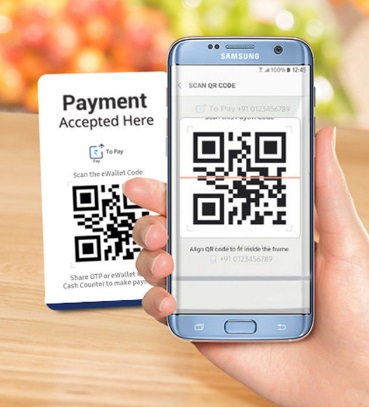 Payment
Accepted Here
To Pay
Pay
Scan the eWallet Code
Share OTP or eWallet
Cash Counter to make
SAMSUNG
100% 12:45
SCAN QR CODE
To Pay +91 0123456789
Align QR code to fit inside the frame.
+91 0123456789
SAMSUNG